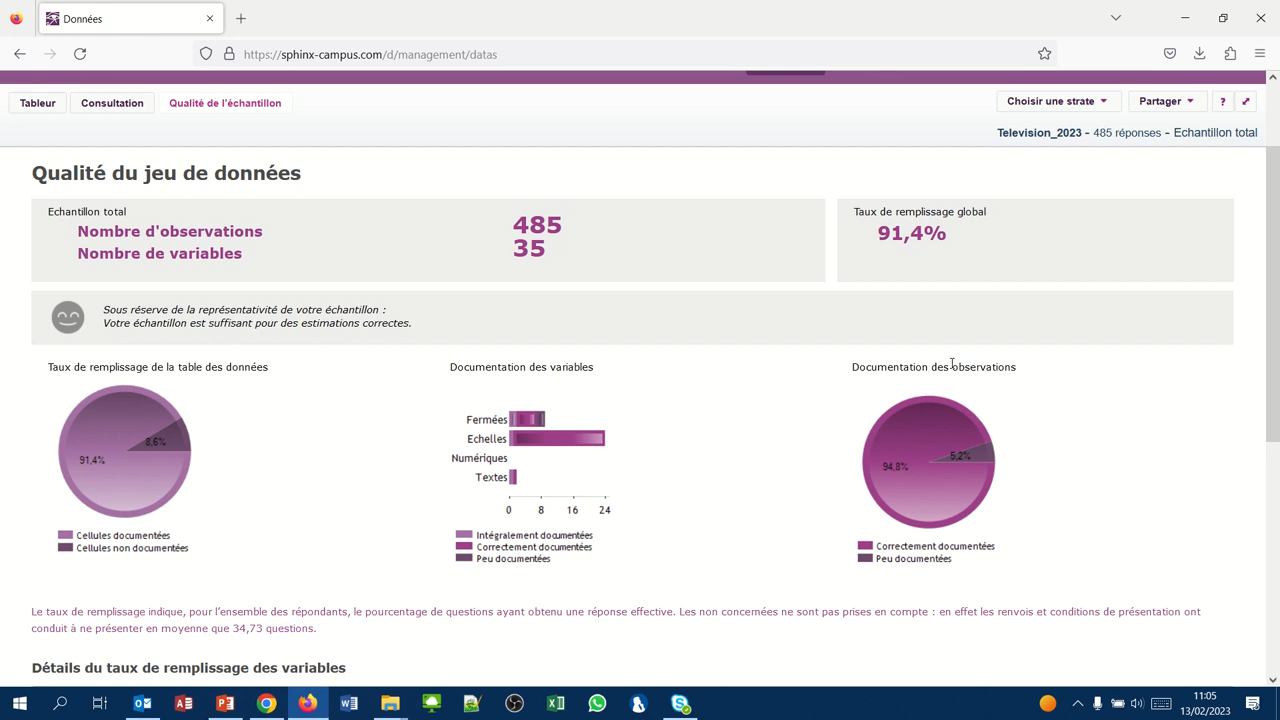 Données
https://sphinx-campus.com/d/management/datas
Tableur
Consultation
Qualité de l'échantillon
Choisir une strate
Partager
?
Television_2023 - 485 réponses - Echantillon total
Qualité du jeu de données
Echantillon total
Nombre d'observations 485
Nombre de variables 35
Taux de remplissage global
91,4%
Sous réserve de la représentativité de votre échantillon :
Votre échantillon est suffisant pour des estimations correctes.
Taux de remplissage de la table des données
8,6%
91,4%
Cellules documentées
Cellules non documentées
Documentation des variables
Fermées
Echelles
Numériques
Textes
0 8 16 24
Intégralement documentées
Correctement documentées
Peu documentées
Documentation des observations
5,2%
94,8%
Correctement documentées
Peu documentées
Le taux de remplissage indique, pour l'ensemble des répondants, le pourcentage de questions ayant obtenu une réponse effective. Les non concernées ne sont pas prises en compte : en effet les renvois et conditions de présentation ont
conduit à ne présenter en moyenne que 34,73 questions.
Détails du taux de remplissage des variables
11:05
13/02/2023